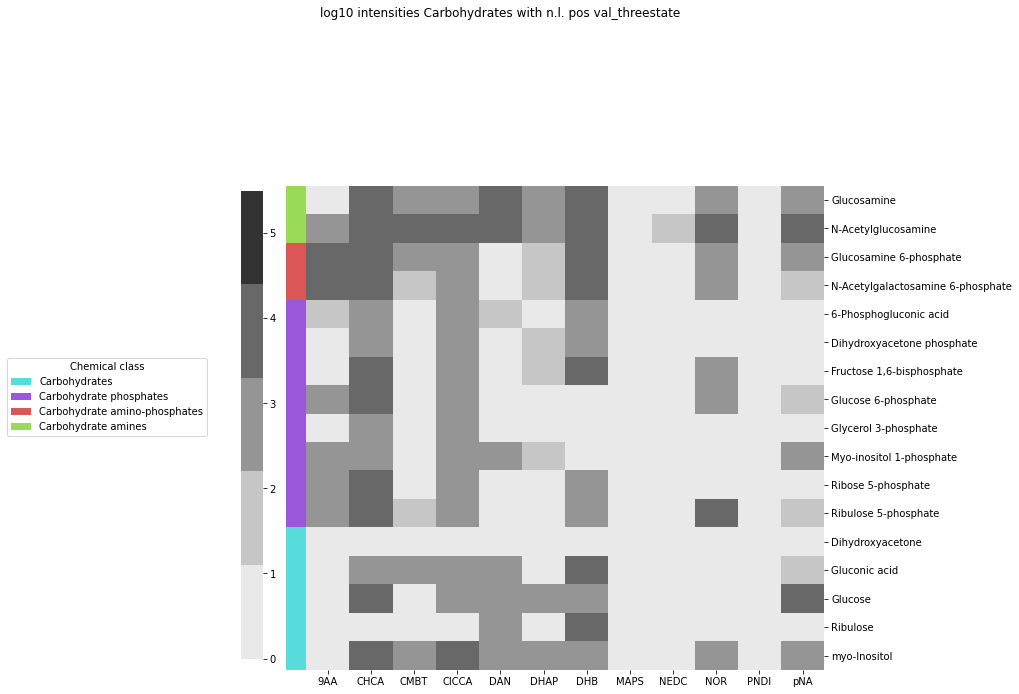 log10 intensities Carbohydrates with n.l. pos val_threestate
Glucosamine
N-Acetylglucosamine
Glucosamine 6-phosphate
N-Acetylgalactosamine 6-phosphate
6-Phosphogluconic acid
Dihydroxyacetone phosphate
Fructose 1,6-bisphosphate
Glucose 6-phosphate
Glycerol 3-phosphate
Myo-inositol 1-phosphate
Ribose 5-phosphate
Ribulose 5-phosphate
Dihydroxyacetone
Gluconic acid
Glucose
Ribulose
myo-Inositol
5
4
3
2
1
0
Chemical class
Carbohydrates
Carbohydrate phosphates
Carbohydrate amino-phosphates
Carbohydrate amines
9AA CHCA CMBT ClCCA DAN DHAP DHB MAPS NEDC NOR PNDI pNA